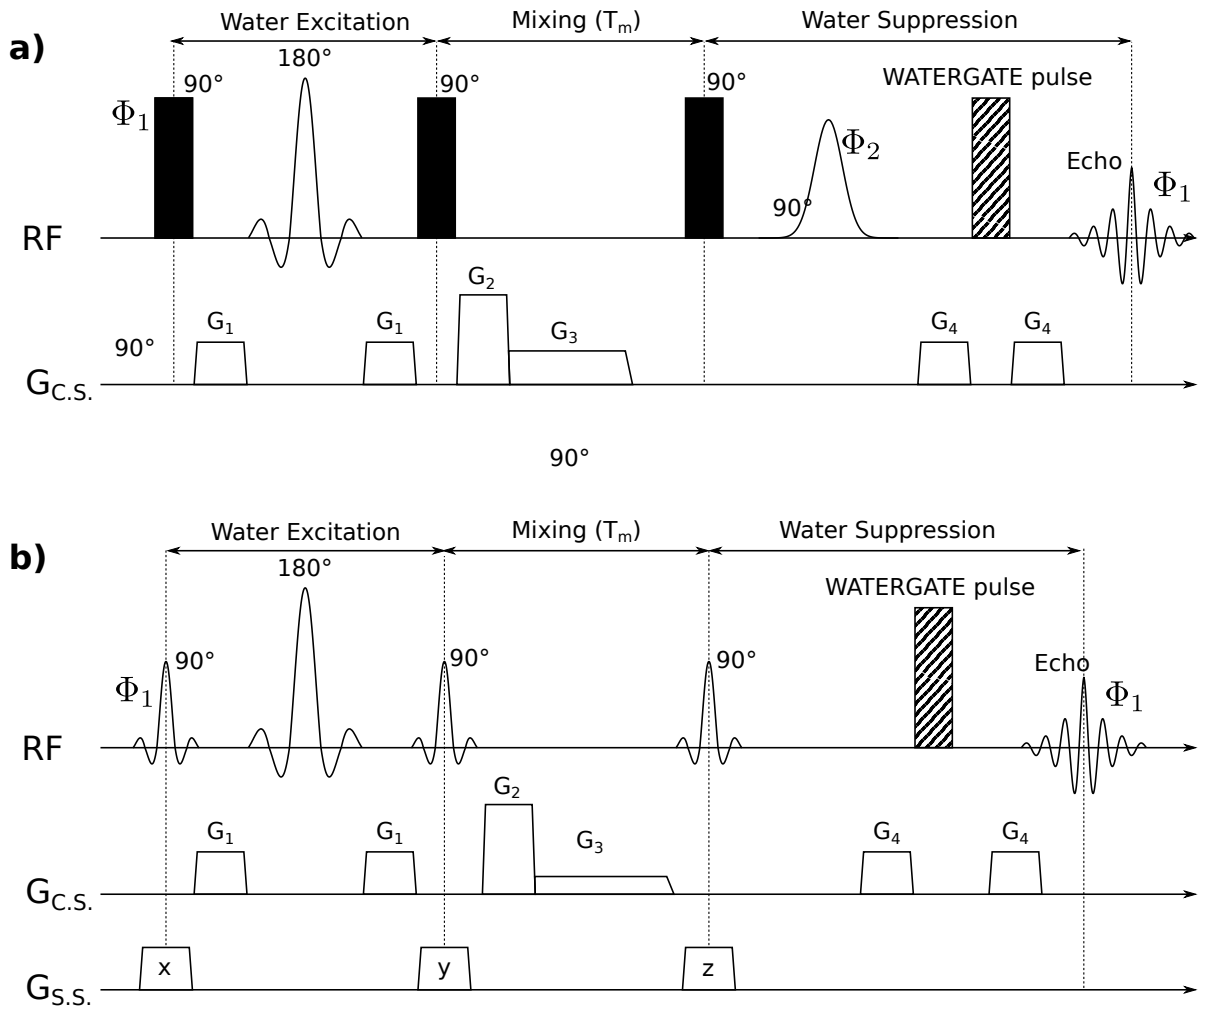 Water Excitation Mixing (Tm) Water Suppression
a)
180°
90° 90° 90° WATERGATE pulse
Φ1
Φ2
Echo
Φ1
90°
RF
G2
G1 G1 G3 G4 G4
90°
GC.S.
90°
Water Excitation Mixing (Tm) Water Suppression
b)
180°
WATERGATE pulse
90° 90° 90° Echo
Φ1 Φ1
RF
G2
G1 G1 G3 G4 G4
GC.S.
x y z
GS.S.